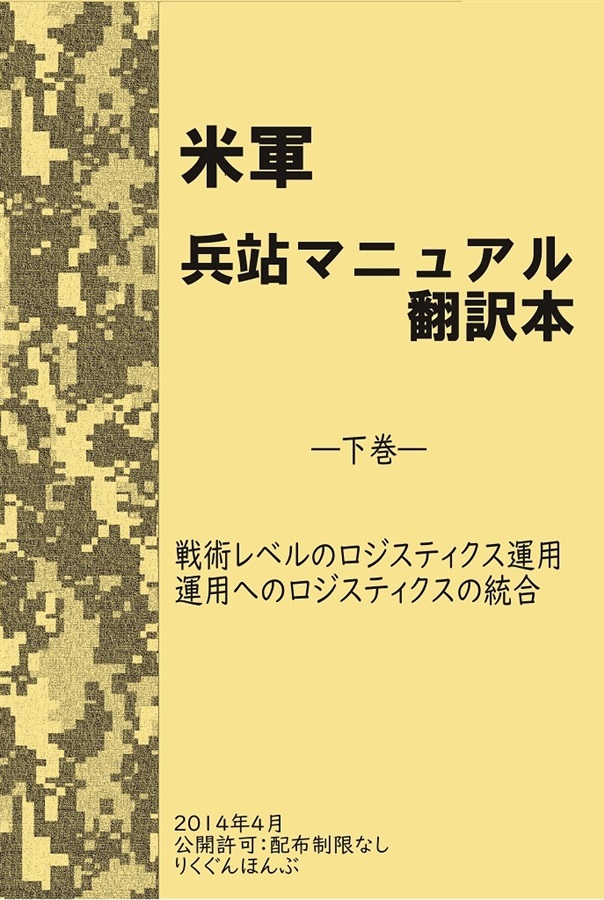 米軍
兵站マニュアル
翻訳本
―下巻―
戦術レベルのロジスティクス運用
運用へのロジスティクスの統合
2014年4月
公開許可:配布制限なし
りくぐんほんぶ